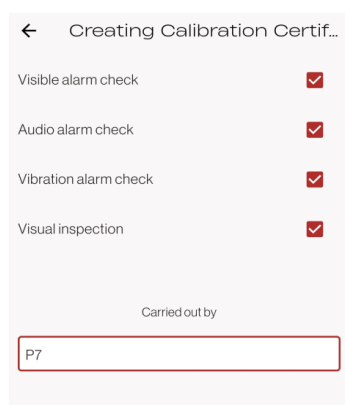 Creating Calibration Certif...
Visible alarm check
Audio alarm check
Vibration alarm check
Visual inspection
Carried out by
P7